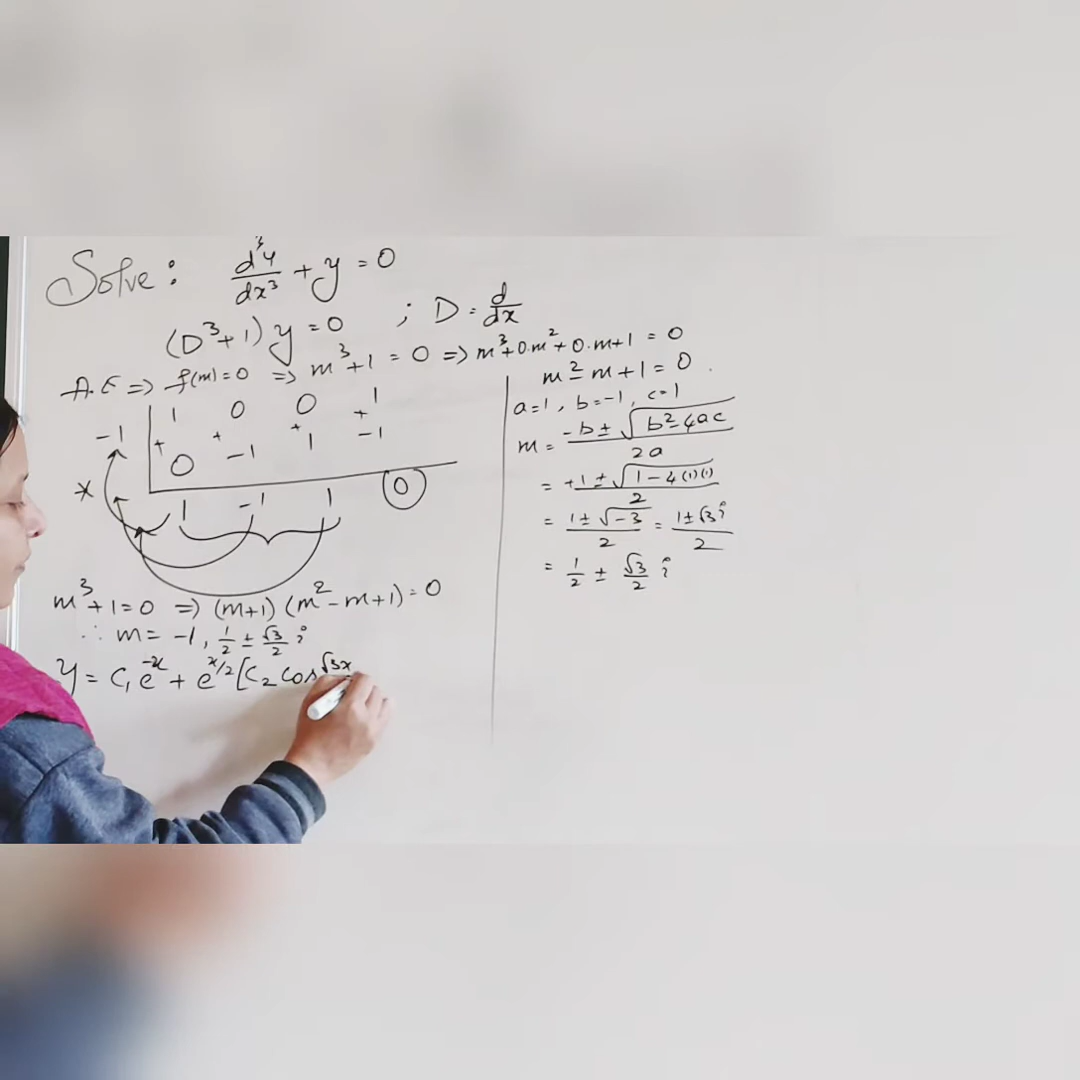 Solve: d³y/dx³ + y = 0
(D³+1) y = 0 ; D = d/dx
A.E => f(m)=0 => m³+1 = 0 => m³+0.m²+0.m+1 = 0
1 0 0 +1
-1
+ + +
0 -1 1 -1
*
1 -1 1 0
m³+1=0 => (m+1) (m²-m+1)=0
∴ m = -1, 1/2 ± √3/2 i
y = c₁e^-x + e^x/2 [c₂ cos √3x
m²-m+1=0
a=1, b=-1, c=1
m = -b ± √b²-4ac / 2a
= +1 ± √1-4(1)(1) / 2
= 1±√-3 / 2 = 1±√3i / 2
= 1/2 ± √3/2 i